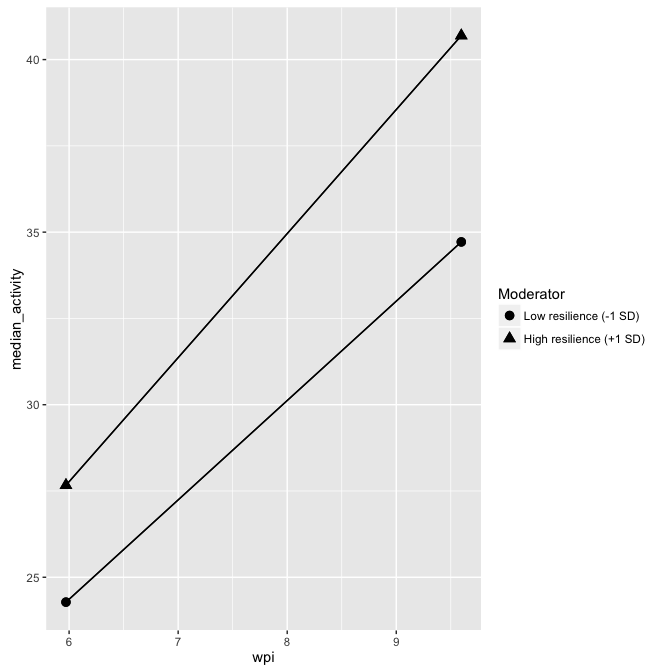 40
35
30
25
median_activity
6 7 8 9
wpi
Moderator
Low resilience (-1 SD)
High resilience (+1 SD)